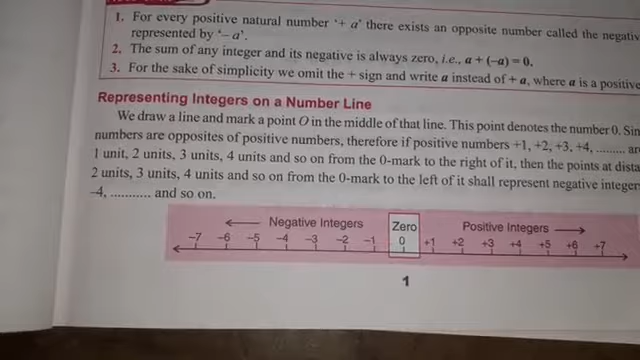 1. For every positive natural number '+ a' there exists an opposite number called the negativ
represented by '– a'.
2. The sum of any integer and its negative is always zero, i.e., a + (–a) = 0.
3. For the sake of simplicity we omit the + sign and write a instead of + a, where a is a positive
Representing Integers on a Number Line
We draw a line and mark a point O in the middle of that line. This point denotes the number 0. Sin
numbers are opposites of positive numbers, therefore if positive numbers +1, +2, +3, +4, ......... ar
1 unit, 2 units, 3 units, 4 units and so on from the 0-mark to the right of it, then the points at dista
2 units, 3 units, 4 units and so on from the 0-mark to the left of it shall represent negative integer
–4, ........... and so on.
Negative Integers Zero Positive Integers
–7 –6 –5 –4 –3 –2 –1 0 +1 +2 +3 +4 +5 +6 +7
1